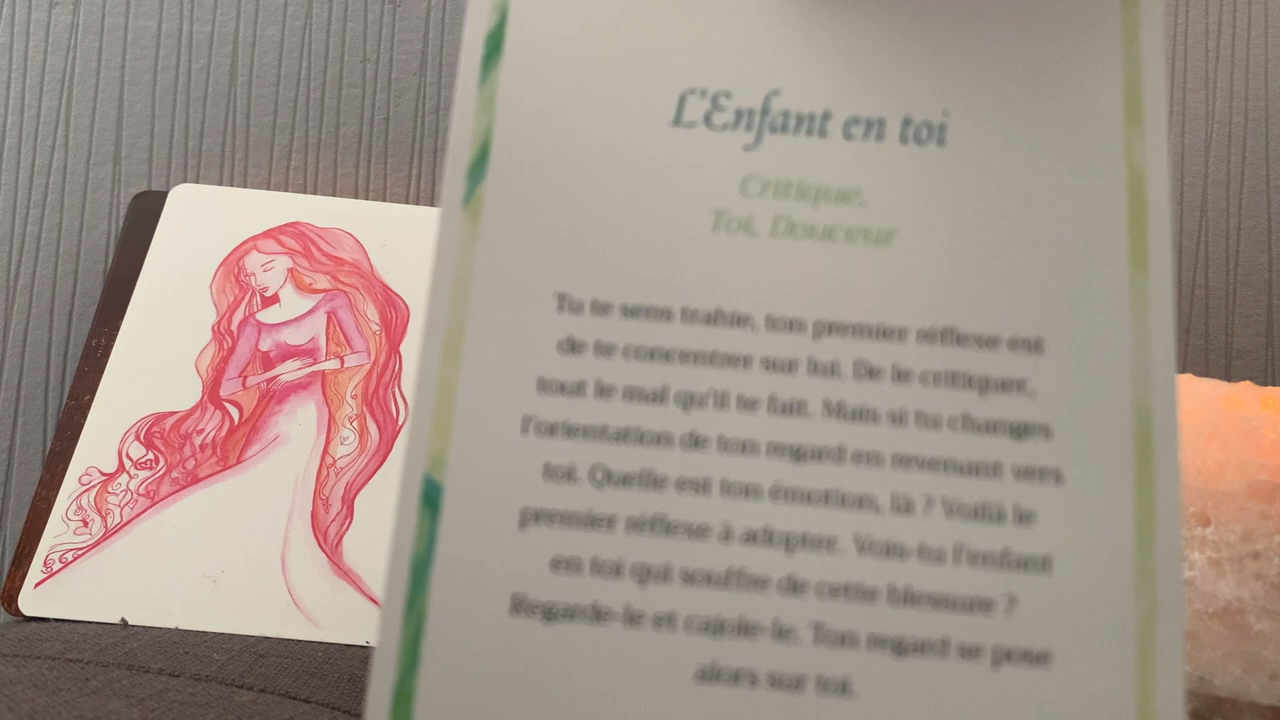 L'Enfant en toi
Critique,
Toi, Douceur
Tu te sens trahie, ton premier réflexe est
de te concentrer sur lui. De le critiquer,
tout le mal qu'il te fait. Mais si tu changes
l'orientation de ton regard en revenant vers
toi. Quelle est ton émotion, là ? Voilà le
premier réflexe à adopter. Vois-tu l'enfant
en toi qui souffre de cette blessure ?
Regarde-le et cajole-le. Ton regard se pose
alors sur toi.